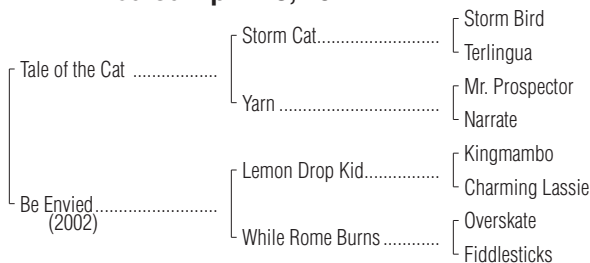 Storm Bird
Storm Cat........................
Terlingua
Tale of the Cat .................
Mr. Prospector
Yarn ................................
Narrate
Kingmambo
Lemon Drop Kid...............
Charming Lassie
Be Envied........................
(2002)
Overskate
While Rome Burns ...........
Fiddlesticks